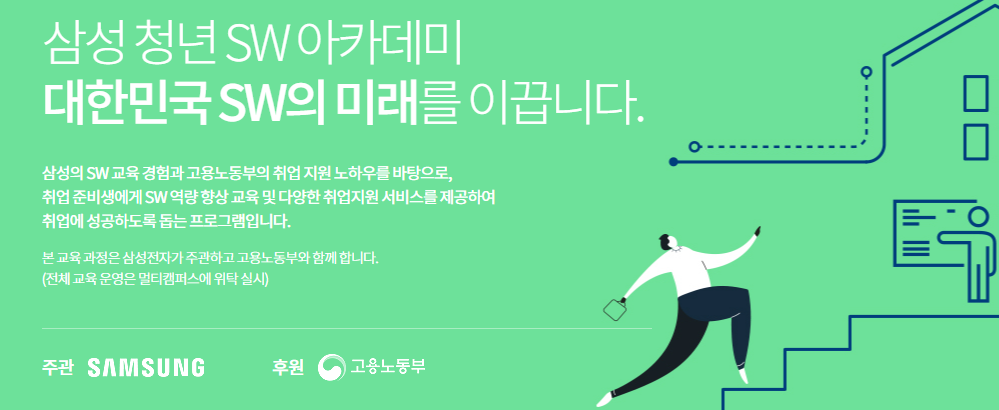 삼성 청년 SW 아카데미
대한민국 SW의 미래를 이끕니다.
삼성의 SW 교육 경험과 고용노동부의 취업 지원 노하우를 바탕으로,
취업 준비생에게 SW 역량 향상 교육 및 다양한 취업지원 서비스를 제공하여
취업에 성공하도록 돕는 프로그램입니다.
본 교육 과정은 삼성전자가 주관하고 고용노동부와 함께 합니다.
(전체 교육 운영은 멀티캠퍼스에 위탁 실시)
주관 SAMSUNG 후원 고용노동부